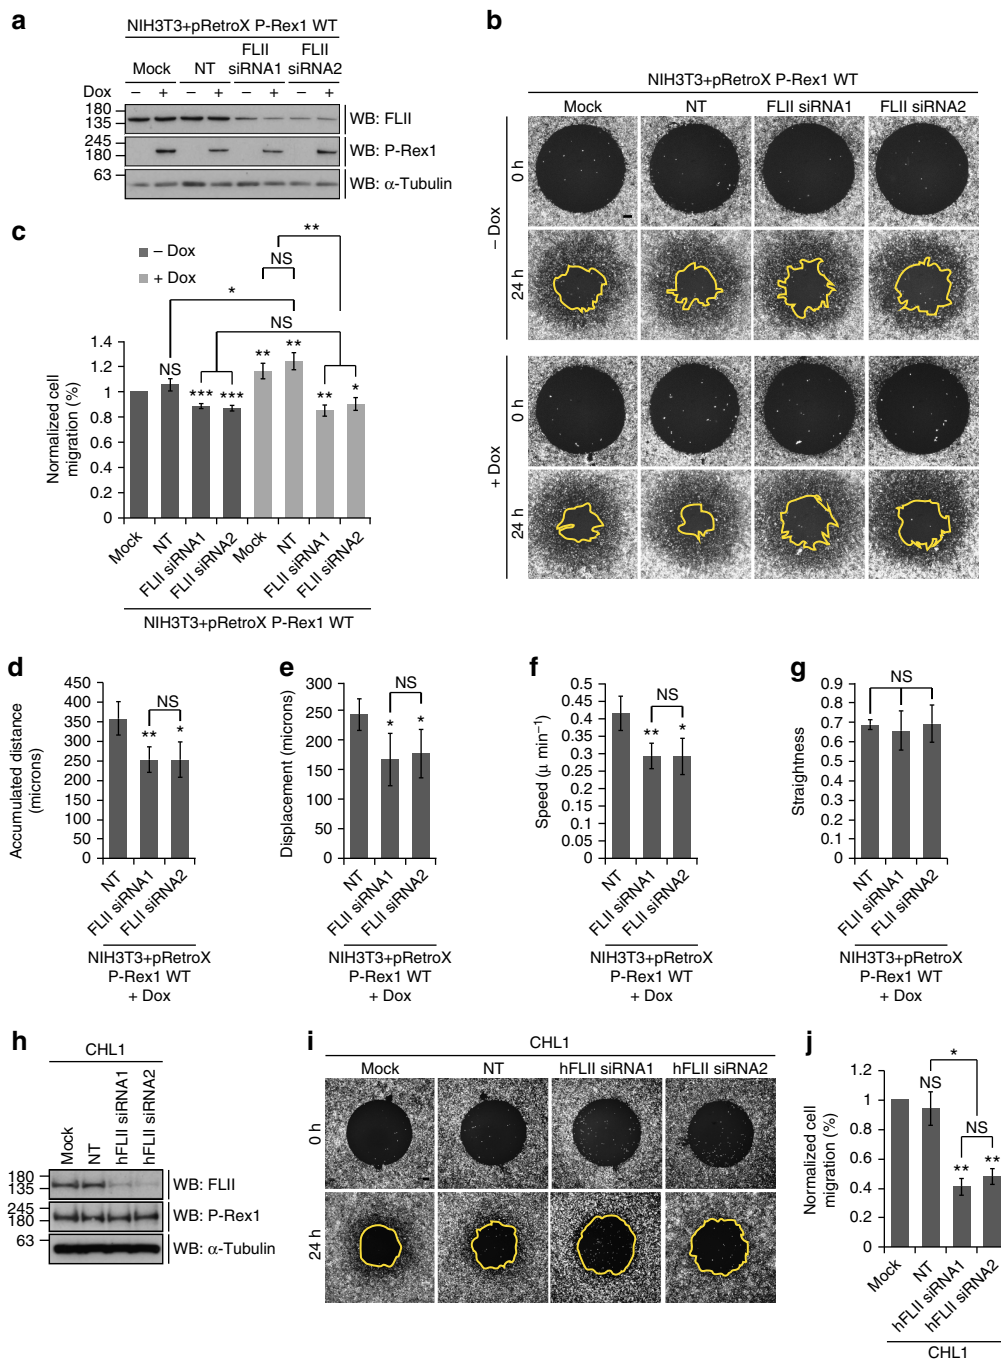 a
NIH3T3+pRetroX P-Rex1 WT
Mock NT FLII siRNA1 FLII siRNA2
Dox − + − + − + − +
180
135
WB: FLII
245
180
WB: P-Rex1
63
WB: α-Tubulin
b
NIH3T3+pRetroX P-Rex1 WT
Mock NT FLII siRNA1 FLII siRNA2
0 h
− Dox
24 h
0 h
+ Dox
24 h
c
− Dox
+ Dox
**
NS
*
NS
NS *** *** ** ** ** *
Normalized cell migration (%)
1.4
1.2
1
0.8
0.6
0.4
0.2
0
Mock NT FLII siRNA1 FLII siRNA2 Mock NT FLII siRNA1 FLII siRNA2
NIH3T3+pRetroX P-Rex1 WT
d
Accumulated distance (microns)
450
400
350
300
250
200
150
100
50
0
NS
** *
NT FLII siRNA1 FLII siRNA2
NIH3T3+pRetroX
P-Rex1 WT
+ Dox
e
Displacement (microns)
300
250
200
150
100
50
0
NS
* *
NT FLII siRNA1 FLII siRNA2
NIH3T3+pRetroX
P-Rex1 WT
+ Dox
f
Speed (μ min⁻¹)
0.5
0.45
0.4
0.35
0.3
0.25
0.2
0.15
0.1
0.05
0
NS
** *
NT FLII siRNA1 FLII siRNA2
NIH3T3+pRetroX
P-Rex1 WT
+ Dox
g
Straightness
0.9
0.8
0.7
0.6
0.5
0.4
0.3
0.2
0.1
0
NS
NT FLII siRNA1 FLII siRNA2
NIH3T3+pRetroX
P-Rex1 WT
+ Dox
h
CHL1
Mock NT hFLII siRNA1 hFLII siRNA2
180
135
WB: FLII
245
180
WB: P-Rex1
63
WB: α-Tubulin
i
CHL1
Mock NT hFLII siRNA1 hFLII siRNA2
0 h
24 h
j
Normalized cell migration (%)
1.2
1
0.8
0.6
0.4
0.2
0
*
NS
NS
** **
Mock NT hFLII siRNA1 hFLII siRNA2
CHL1